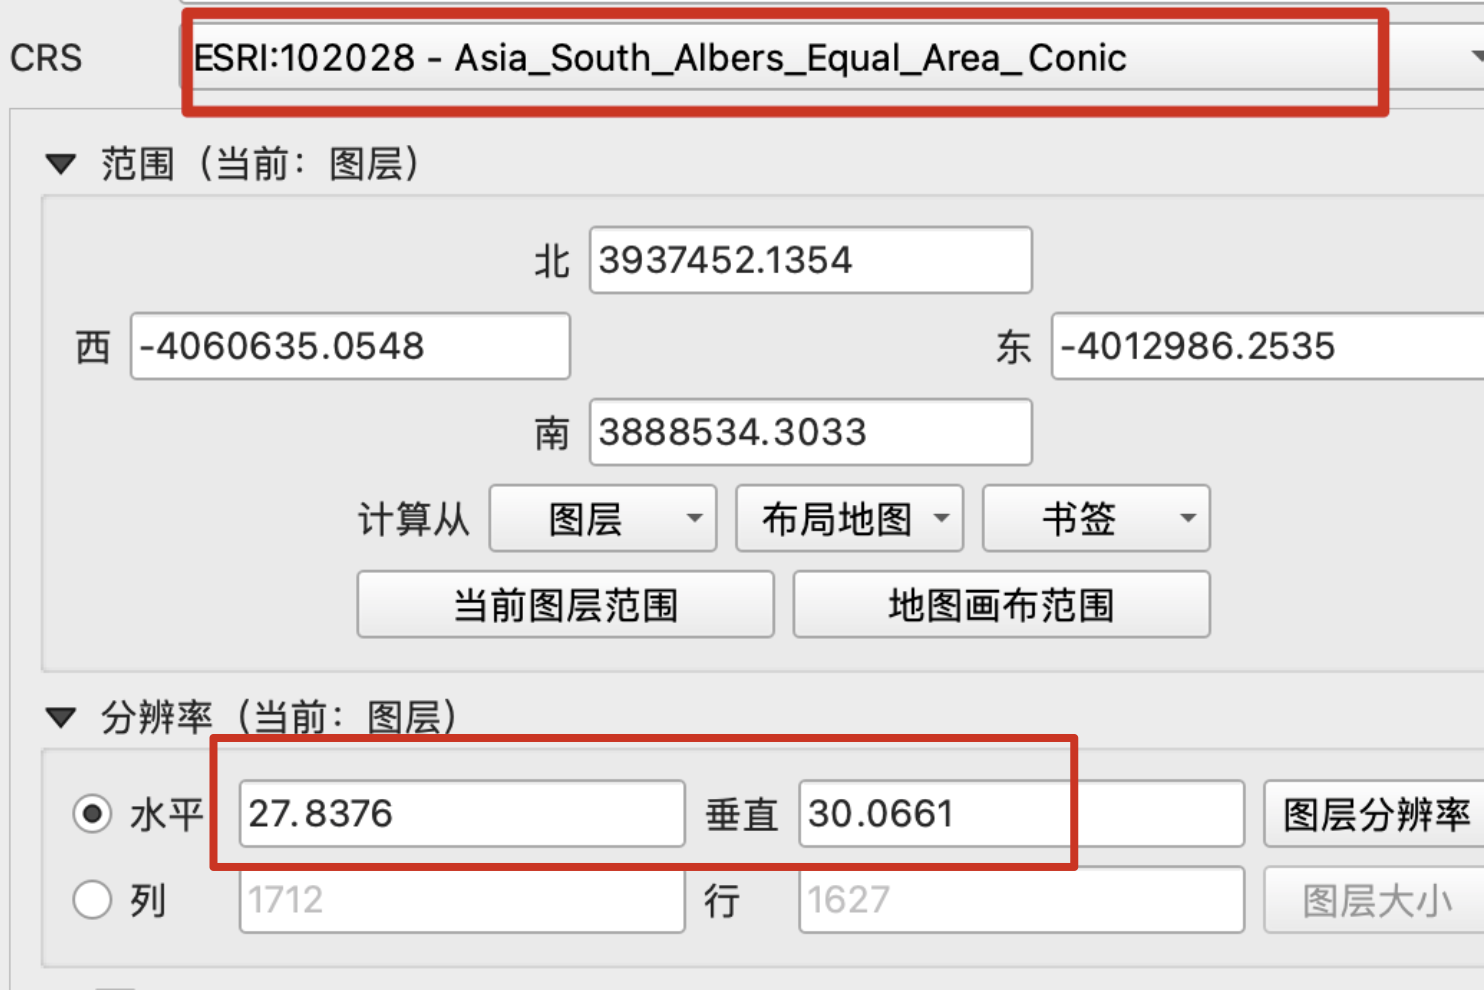 CRS ESRI:102028 - Asia_South_Albers_Equal_Area_Conic
范围（当前：图层）
北 3937452.1354
西 -4060635.0548 东 -4012986.2535
南 3888534.3033
计算从 图层 布局地图 书签
当前图层范围 地图画布范围
分辨率（当前：图层）
水平 27.8376 垂直 30.0661 图层分辨率
列 1712 行 1627 图层大小